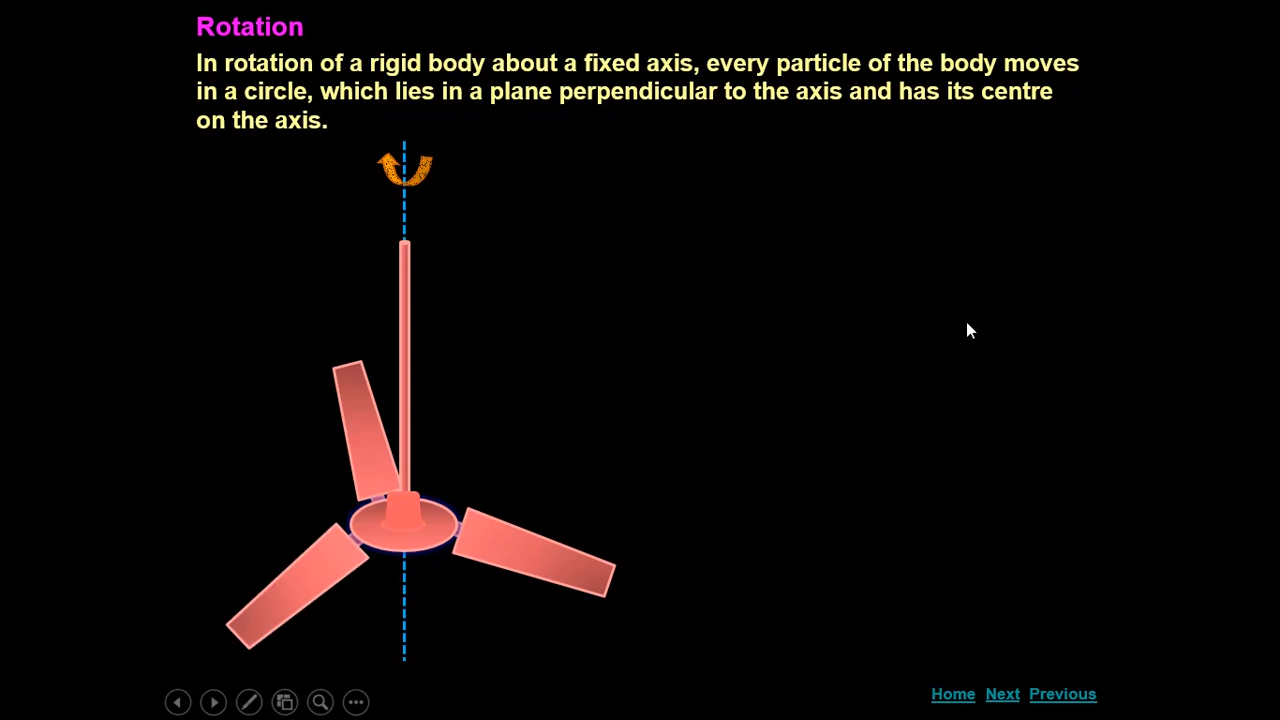 Rotation
In rotation of a rigid body about a fixed axis, every particle of the body moves
in a circle, which lies in a plane perpendicular to the axis and has its centre
on the axis.
Home Next Previous